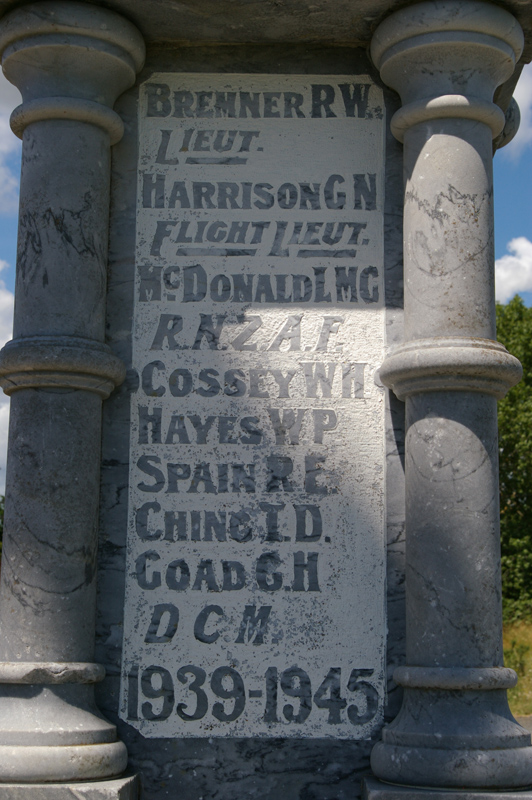 BREMNER R W.
LIEUT.
HARRISON G N
FLIGHT LIEUT.
McDONALD L M G
R.N.Z.A.F.
COSSEY W H
HAYES W P
SPAIN R.E.
CHING T.D.
GOAD G.H
D C M.
1939-1945